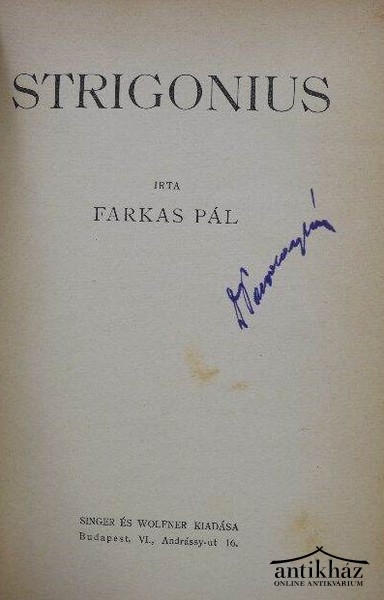 STRIGONIUS
IRTA
FARKAS PÁL
SINGER ÉS WOLFNER KIADÁSA
Budapest, VI., Andrássy-ut 16.
antikház
ONLINE ANTIKVÁRIUM